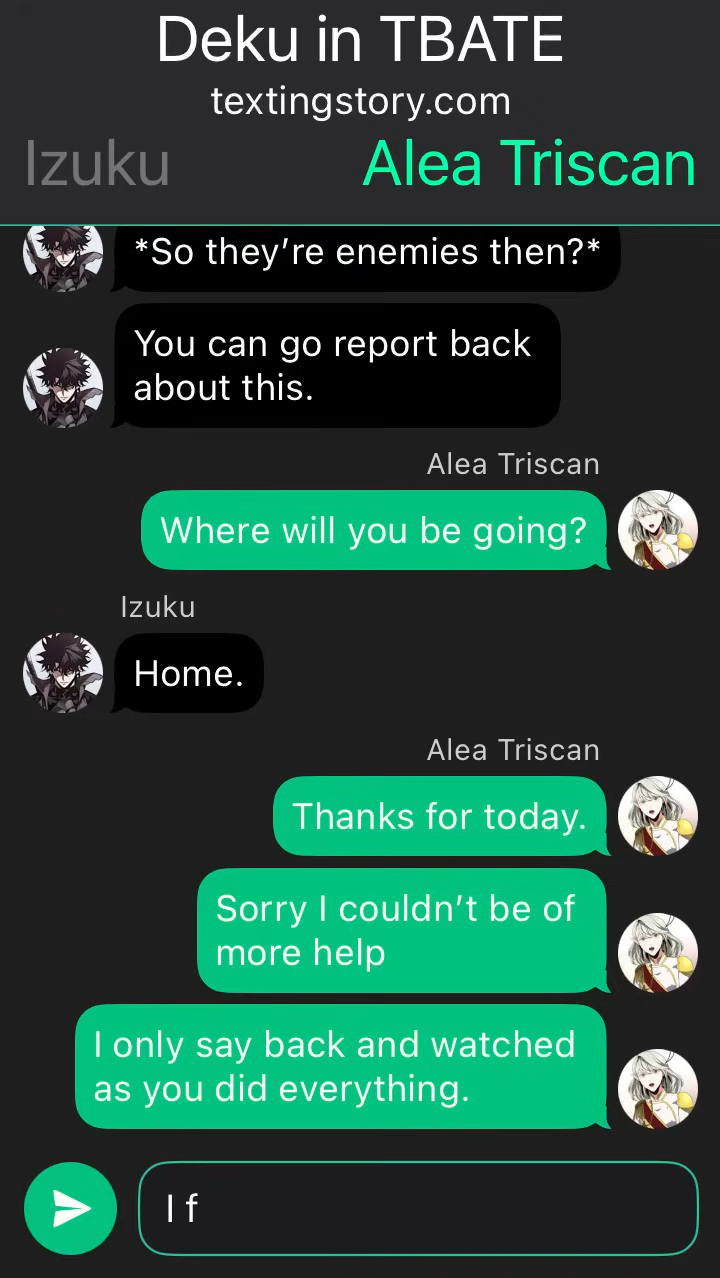 Deku in TBATE
textingstory.com
Izuku
Alea Triscan
*So they’re enemies then?*
You can go report back
about this.
Alea Triscan
Where will you be going?
Izuku
Home.
Alea Triscan
Thanks for today.
Sorry I couldn’t be of
more help
I only say back and watched
as you did everything.
I f